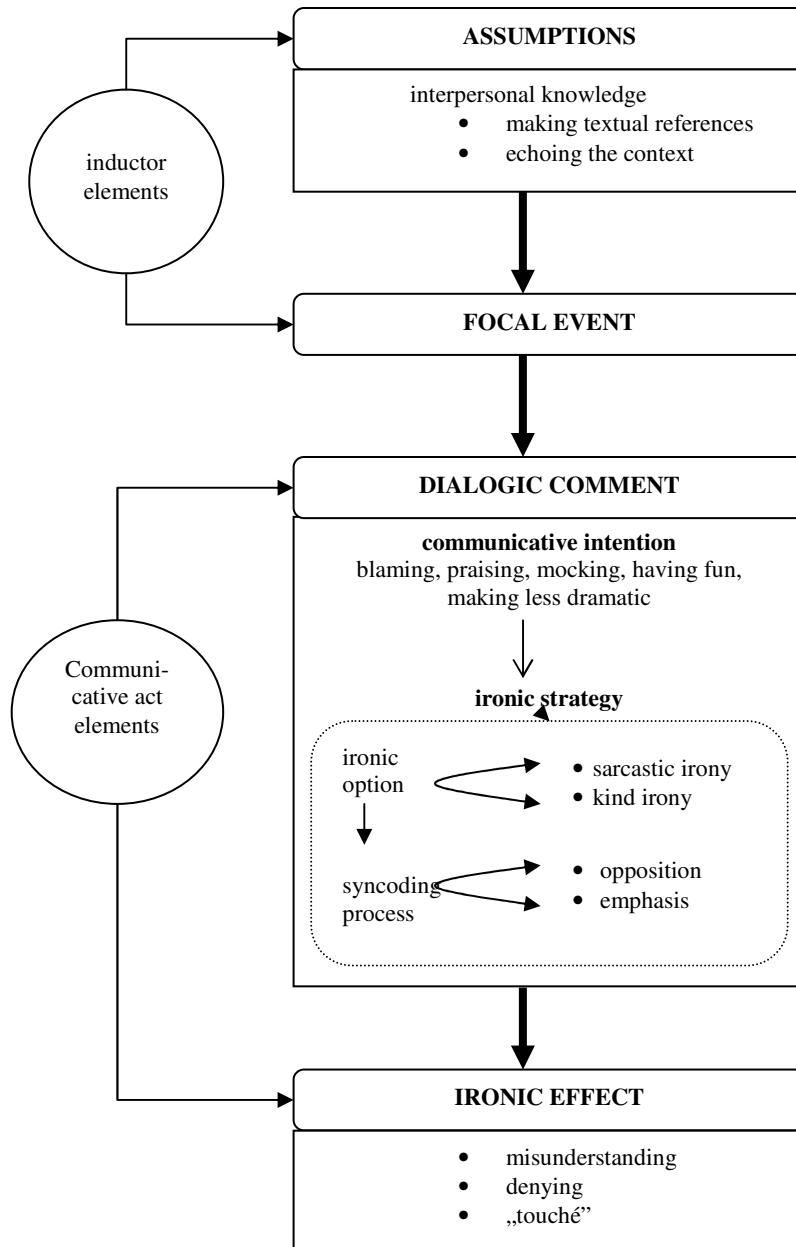 ASSUMPTIONS
interpersonal knowledge
• making textual references
• echoing the context
inductor
elements
FOCAL EVENT
DIALOGIC COMMENT
communicative intention
blaming, praising, mocking, having fun,
making less dramatic
Communi-
cative act
elements
ironic strategy
ironic
option
• sarcastic irony
• kind irony
syncoding
process
• opposition
• emphasis
IRONIC EFFECT
• misunderstanding
• denying
• „touché”